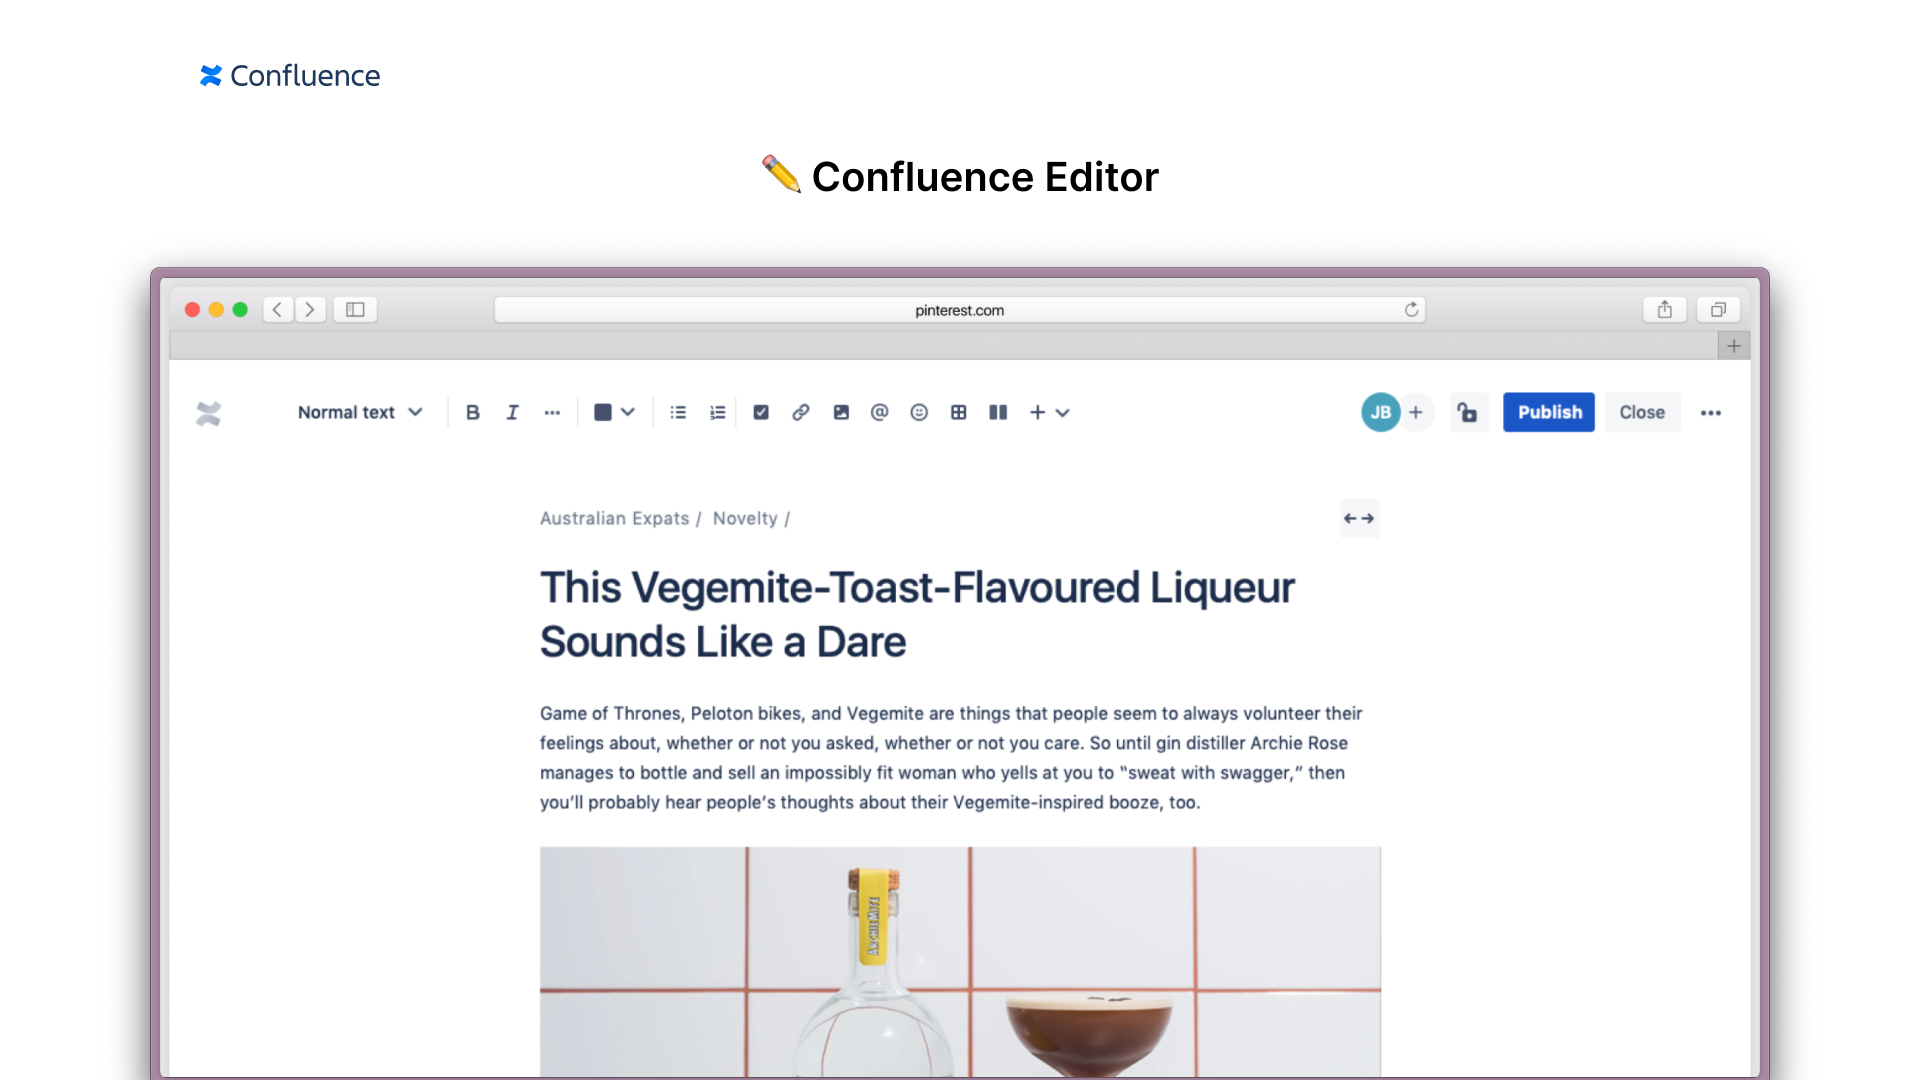 Confluence
Confluence Editor
pinterest.com
Normal text
B
I
JB
Publish
Close
Australian Expats / Novelty /
This Vegemite-Toast-Flavoured Liqueur
Sounds Like a Dare
Game of Thrones, Peloton bikes, and Vegemite are things that people seem to always volunteer their
feelings about, whether or not you asked, whether or not you care. So until gin distiller Archie Rose
manages to bottle and sell an impossibly fit woman who yells at you to “sweat with swagger,” then
you’ll probably hear people’s thoughts about their Vegemite-inspired booze, too.
ARCHIEMITE